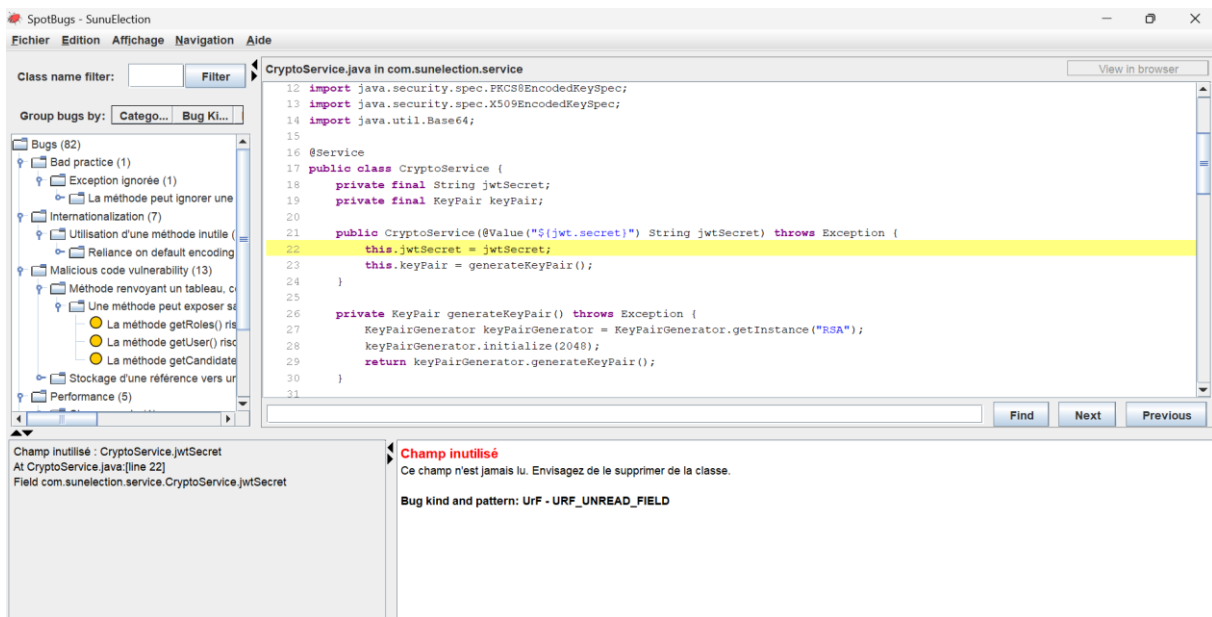 SpotBugs - SunuElection
Fichier Edition Affichage Navigation Aide
Class name filter:
Filter
Group bugs by: Catego... Bug Ki...
Bugs (82)
Bad practice (1)
Exception ignorée (1)
La méthode peut ignorer une
Internationalization (7)
Utilisation d'une méthode inutile (
Reliance on default encoding
Malicious code vulnerability (13)
Méthode renvoyant un tableau, c
Une méthode peut exposer sa
La méthode getRoles() ris
La méthode getUser() risc
La méthode getCandidate
Stockage d'une référence vers ur
Performance (5)
CryptoService.java in com.sunelection.service
View in browser
12 import java.security.spec.PKCS8EncodedKeySpec;
13 import java.security.spec.X509EncodedKeySpec;
14 import java.util.Base64;
15
16 @Service
17 public class CryptoService {
18 private final String jwtSecret;
19 private final KeyPair keyPair;
20
21 public CryptoService(@Value("${jwt.secret}") String jwtSecret) throws Exception {
22 this.jwtSecret = jwtSecret;
23 this.keyPair = generateKeyPair();
24 }
25
26 private KeyPair generateKeyPair() throws Exception {
27 KeyPairGenerator keyPairGenerator = KeyPairGenerator.getInstance("RSA");
28 keyPairGenerator.initialize(2048);
29 return keyPairGenerator.generateKeyPair();
30 }
31
Find Next Previous
Champ inutilisé : CryptoService.jwtSecret
At CryptoService.java:[line 22]
Field com.sunelection.service.CryptoService.jwtSecret
Champ inutilisé
Ce champ n'est jamais lu. Envisagez de le supprimer de la classe.
Bug kind and pattern: UrF - URF_UNREAD_FIELD